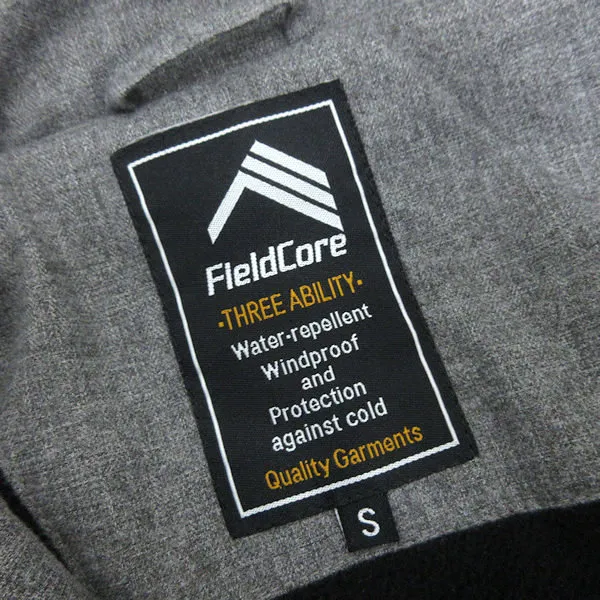 FieldCore
·THREE ABILITY·
Water-repellent
Windproof
and
Protection
against cold
Quality Garments
S